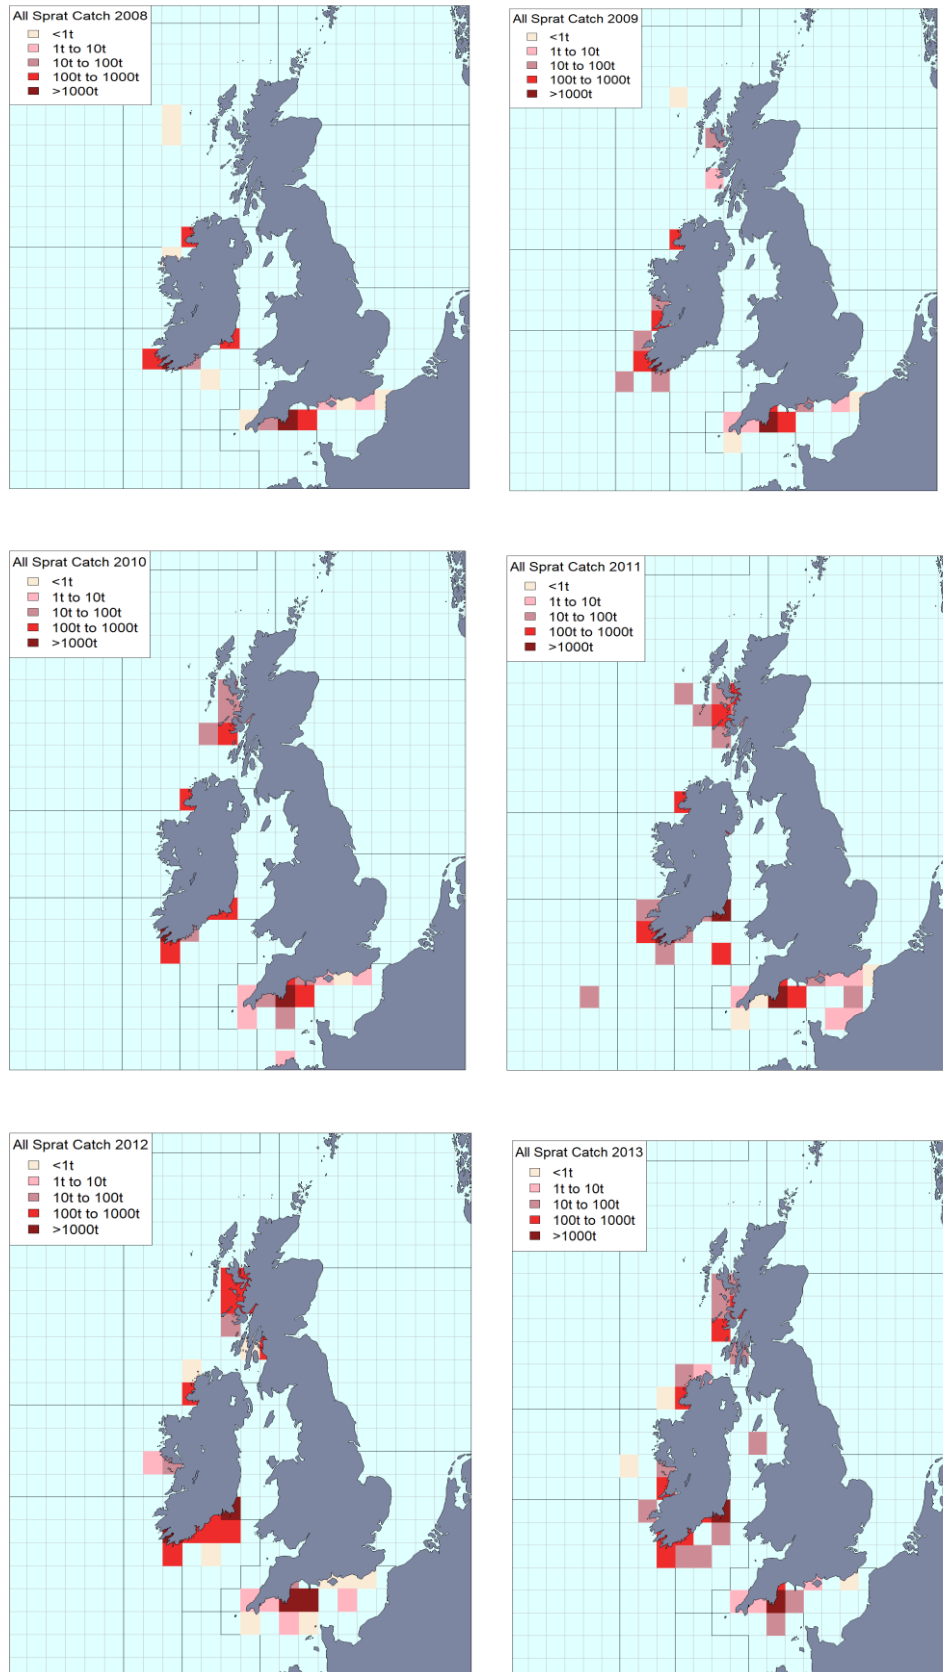 All Sprat Catch 2008
<1t
1t to 10t
10t to 100t
100t to 1000t
>1000t
All Sprat Catch 2009
<1t
1t to 10t
10t to 100t
100t to 1000t
>1000t
All Sprat Catch 2010
<1t
1t to 10t
10t to 100t
100t to 1000t
>1000t
All Sprat Catch 2011
<1t
1t to 10t
10t to 100t
100t to 1000t
>1000t
All Sprat Catch 2012
<1t
1t to 10t
10t to 100t
100t to 1000t
>1000t
All Sprat Catch 2013
<1t
1t to 10t
10t to 100t
100t to 1000t
>1000t